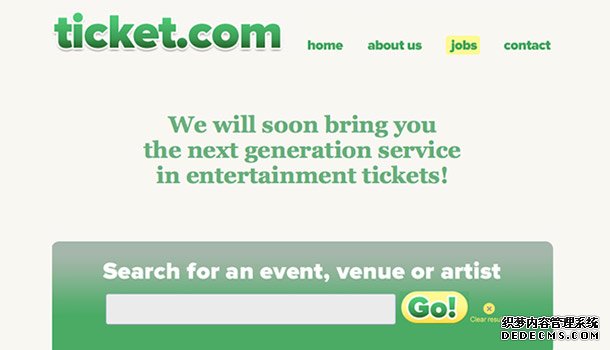 ticket.com
home about us jobs contact
We will soon bring you
the next generation service
in entertainment tickets!
Search for an event, venue or artist
Go!
Clear
织梦内容管理系统
DEDECMS.COM